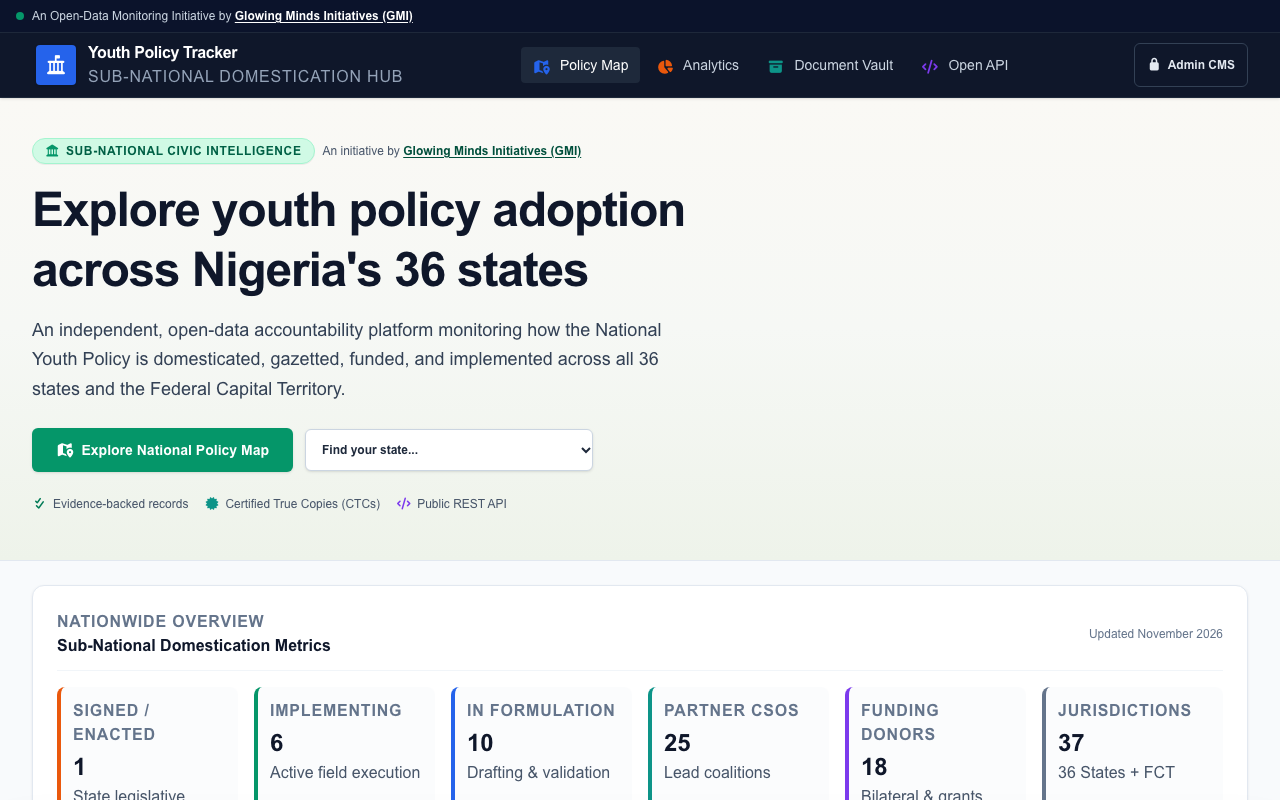 An Open-Data Monitoring Initiative by Glowing Minds Initiatives (GMI)
Youth Policy Tracker
SUB-NATIONAL DOMESTICATION HUB
Policy Map
Analytics
Document Vault
Open API
Admin CMS
SUB-NATIONAL CIVIC INTELLIGENCE
An initiative by Glowing Minds Initiatives (GMI)
Explore youth policy adoption
across Nigeria's 36 states
An independent, open-data accountability platform monitoring how the National
Youth Policy is domesticated, gazetted, funded, and implemented across all 36
states and the Federal Capital Territory.
Explore National Policy Map
Find your state...
Evidence-backed records
Certified True Copies (CTCs)
Public REST API
NATIONWIDE OVERVIEW
Sub-National Domestication Metrics
Updated November 2026
SIGNED /
ENACTED
1
State legislative
IMPLEMENTING
6
Active field execution
IN FORMULATION
10
Drafting & validation
PARTNER CSOS
25
Lead coalitions
FUNDING
DONORS
18
Bilateral & grants
JURISDICTIONS
37
36 States + FCT